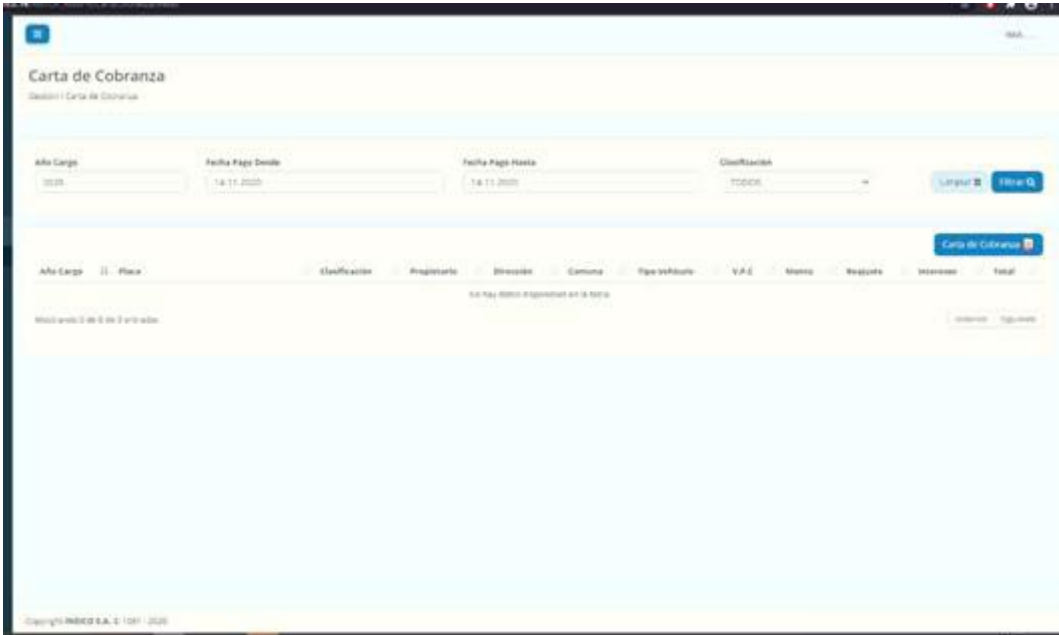 Carta de Cobranza
Gestión / Carta de Cobranza
Año Cargo Fecha Pago Desde Fecha Pago Hasta Clasificación
14-11-2020 14-11-2020 TODOS Limpiar Filtrar
Carta de Cobranza
Año Cargo Placa Clasificación Propietario Dirección Comuna Tipo Vehículo V.P.C Monto Reajuste Intereses Total
No hay datos disponibles en la tabla
Mostrando 0 de 0 de 0 entradas
Anterior Siguiente
Copyright INSICO S.A. © 1981 - 2020